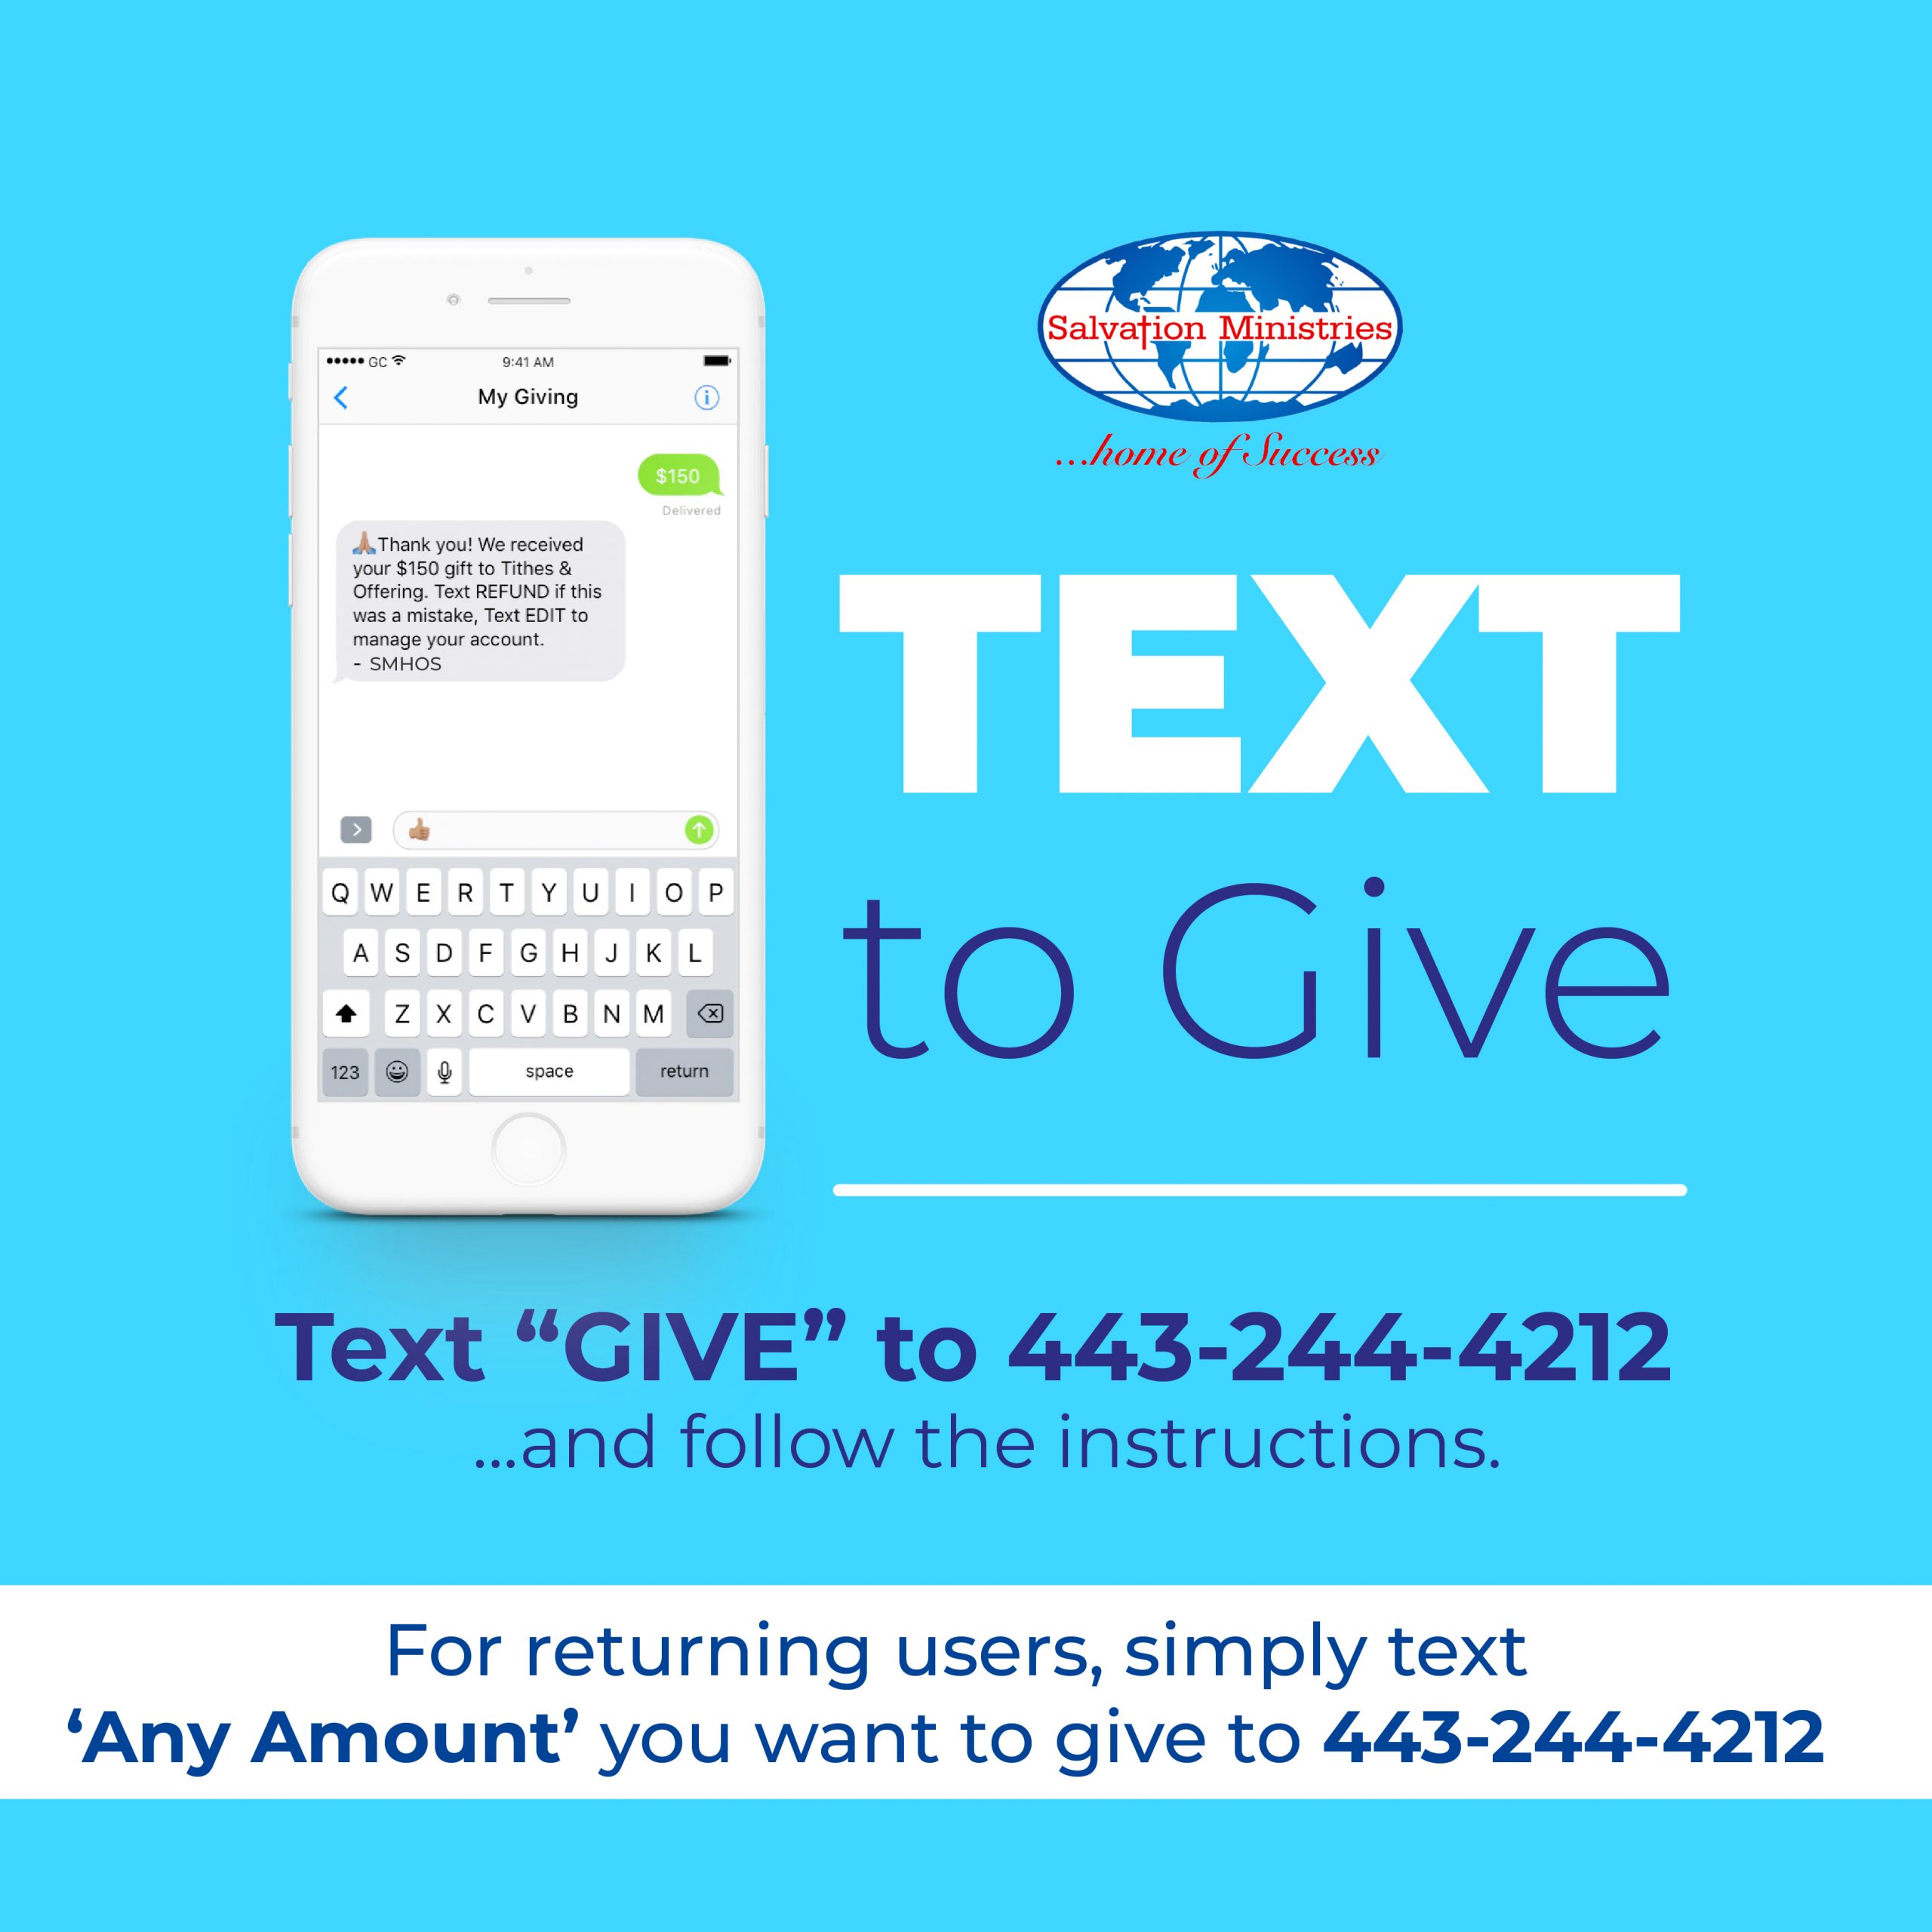 Salvation Ministries
...home of Success
●●●●● GC 9:41 AM
My Giving
$150
Delivered
🙏🏽Thank you! We received
your $150 gift to Tithes &
Offering. Text REFUND if this
was a mistake, Text EDIT to
manage your account.
- SMHOS
👍🏽
Q W E R T Y U I O P
A S D F G H J K L
Z X C V B N M
123 space return
TEXT
to Give
Text “GIVE” to 443-244-4212
...and follow the instructions.
For returning users, simply text
‘Any Amount’ you want to give to 443-244-4212